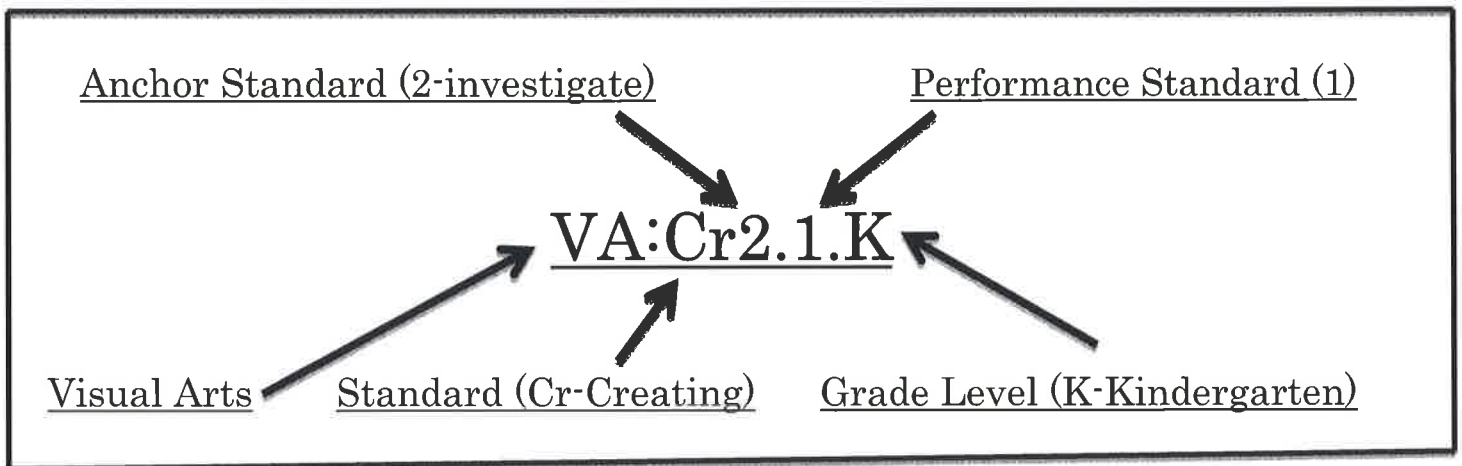 Anchor Standard (2-investigate) Performance Standard (1)
VA:Cr2.1.K
Visual Arts Standard (Cr-Creating) Grade Level (K-Kindergarten)